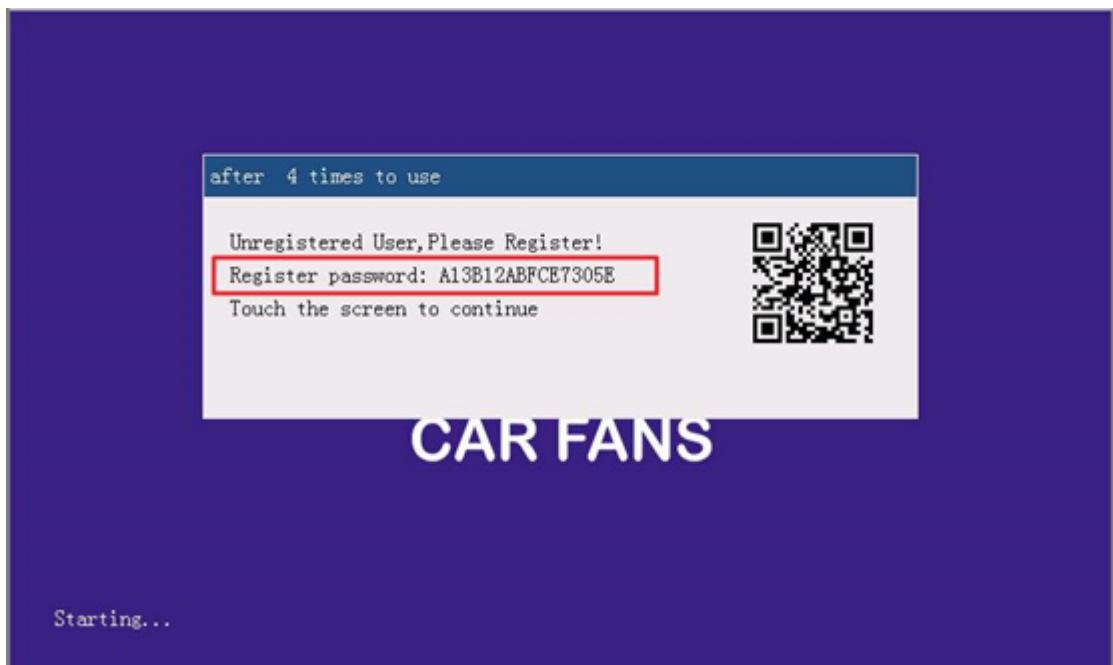 after 4 times to use
Unregistered User,Please Register!
Register password: A13B12ABFCE7305E
Touch the screen to continue
CAR FANS
Starting...